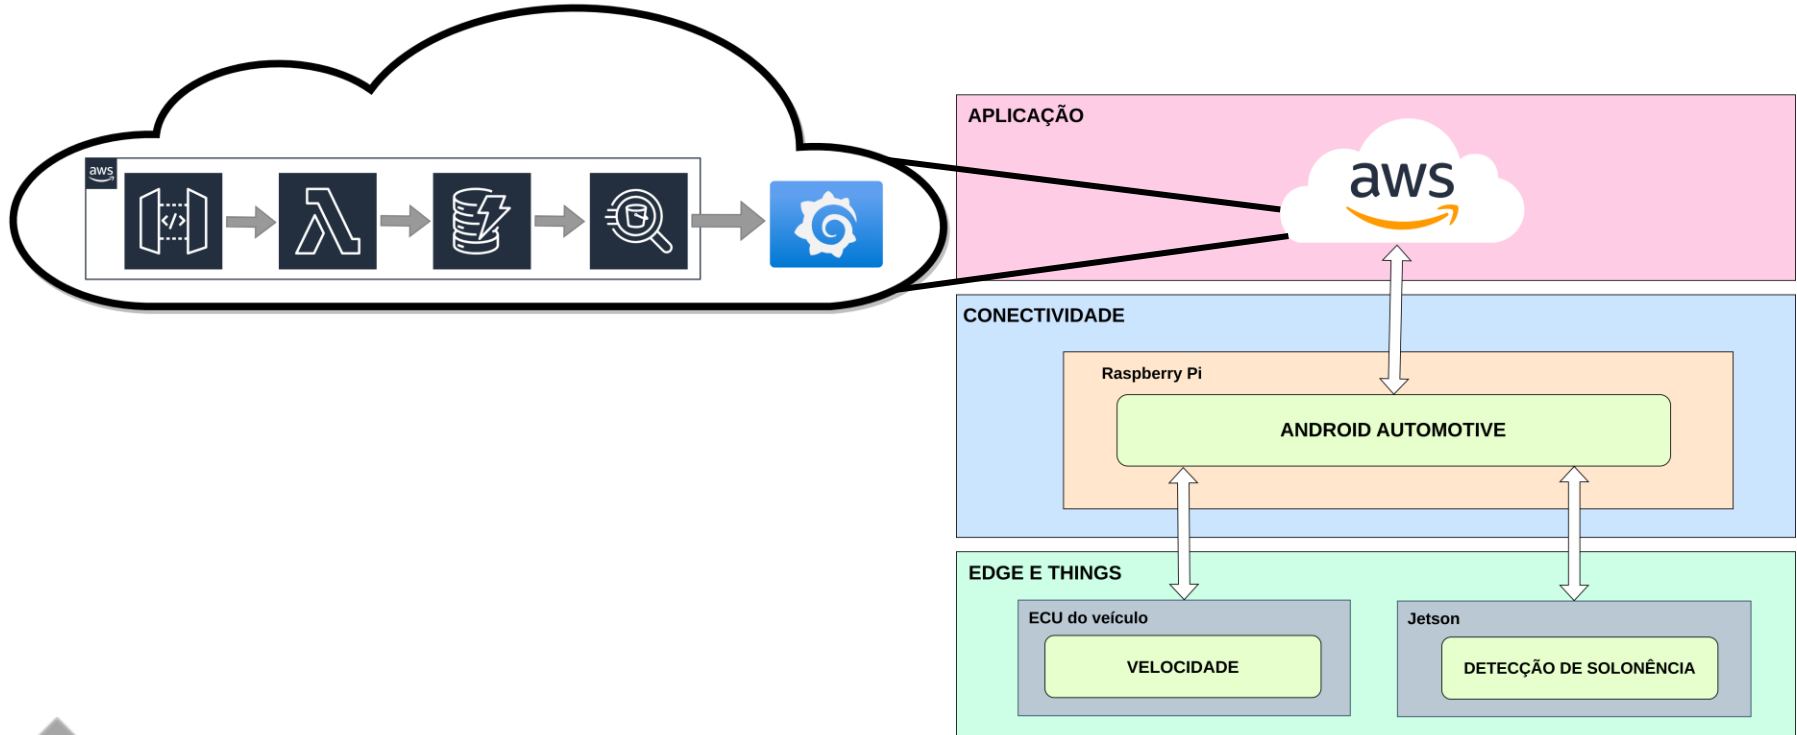 aws
</>
APLICAÇÃO
aws
CONECTIVIDADE
Raspberry Pi
ANDROID AUTOMOTIVE
EDGE E THINGS
ECU do veículo
VELOCIDADE
Jetson
DETECÇÃO DE SOLONÊNCIA